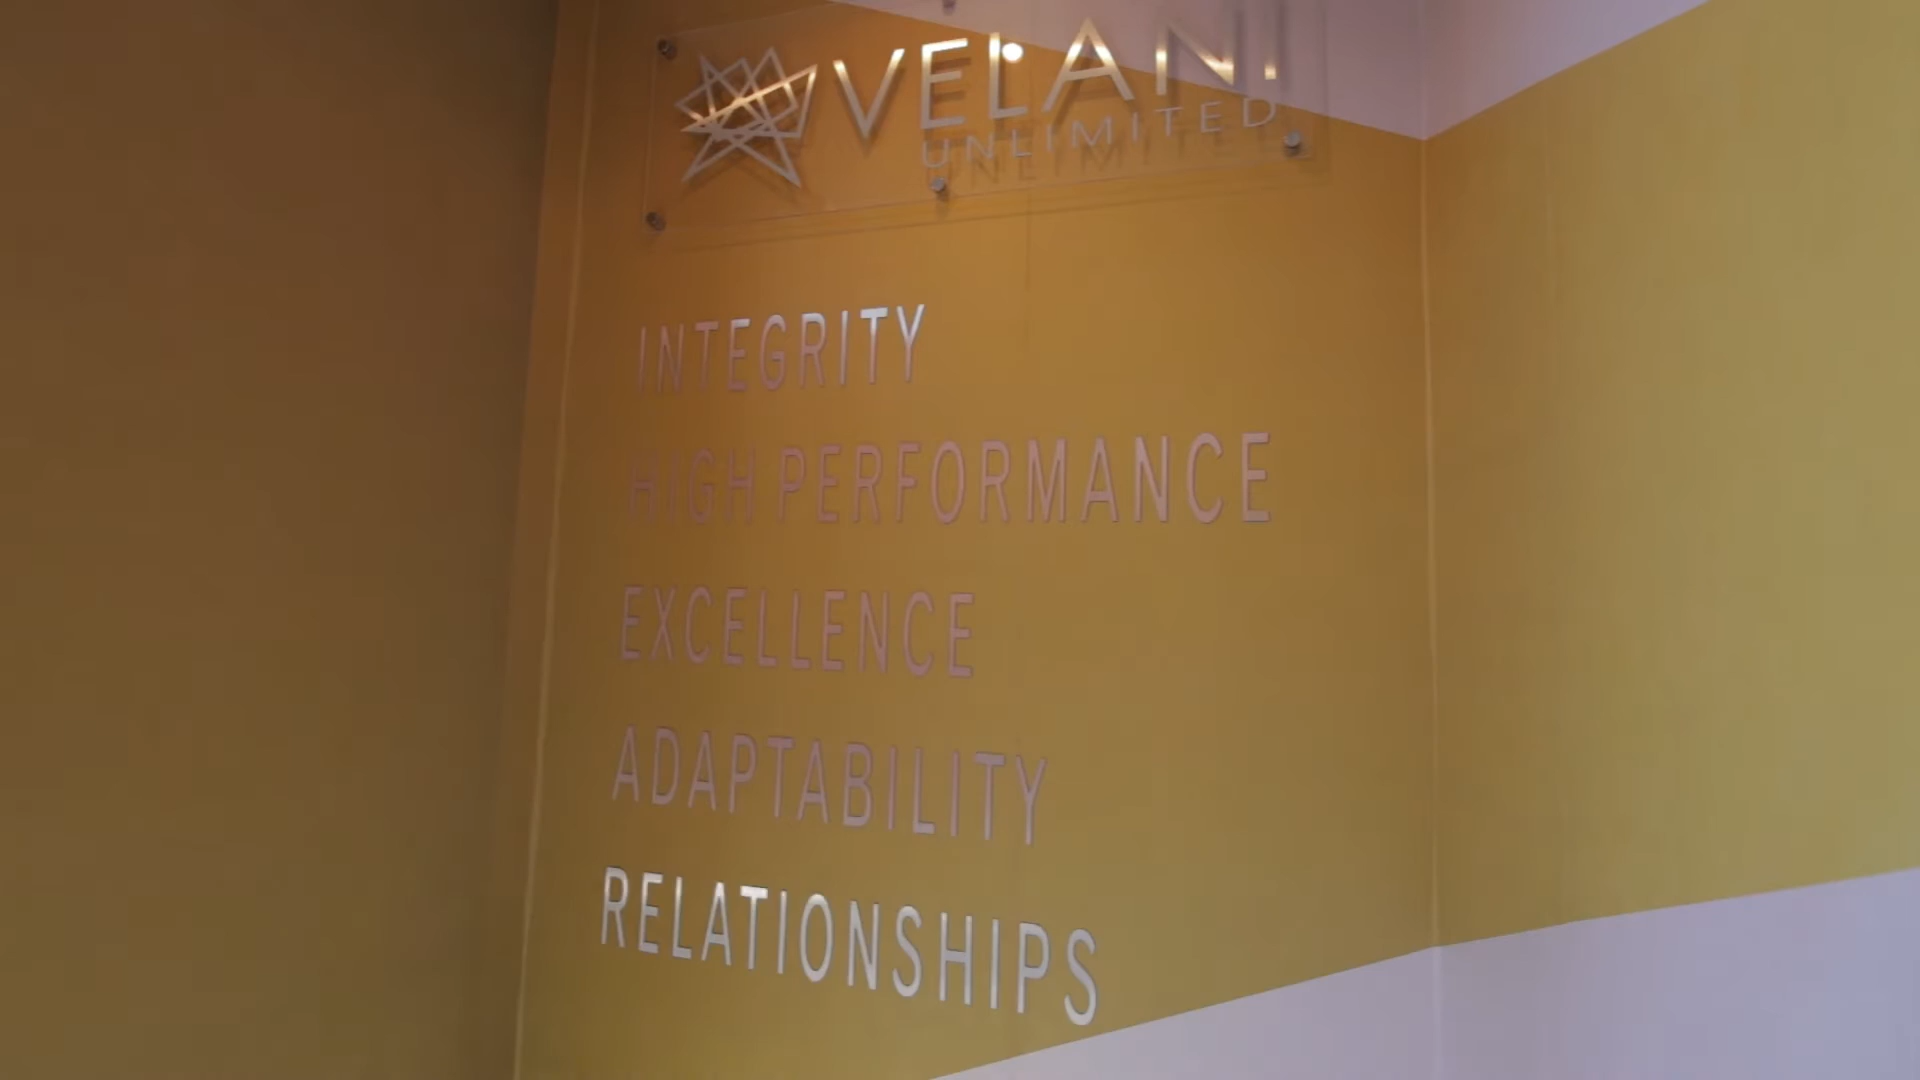 VELANI
UNLIMITED
INTEGRITY
HIGH PERFORMANCE
EXCELLENCE
ADAPTABILITY
RELATIONSHIPS